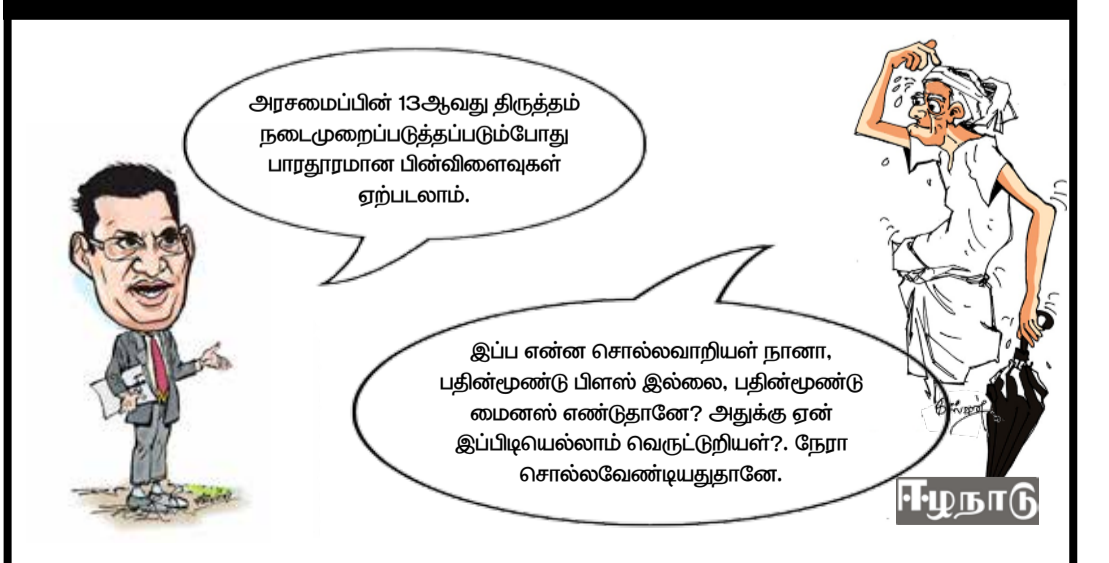 அரசமைப்பின் 13ஆவது திருத்தம்
நடைமுறைப்படுத்தப்படும்போது
பாரதூரமான பின்விளைவுகள்
ஏற்படலாம்.
இப்ப என்ன சொல்லவாறியள் நானா,
பதின்மூண்டு பிளஸ் இல்லை, பதின்மூண்டு
மைனஸ் எண்டுதானே? அதுக்கு ஏன்
இப்பிடியெல்லாம் வெருட்டுறியள்?. நேரா
சொல்லவேண்டியதுதானே.
ஈழநாடு